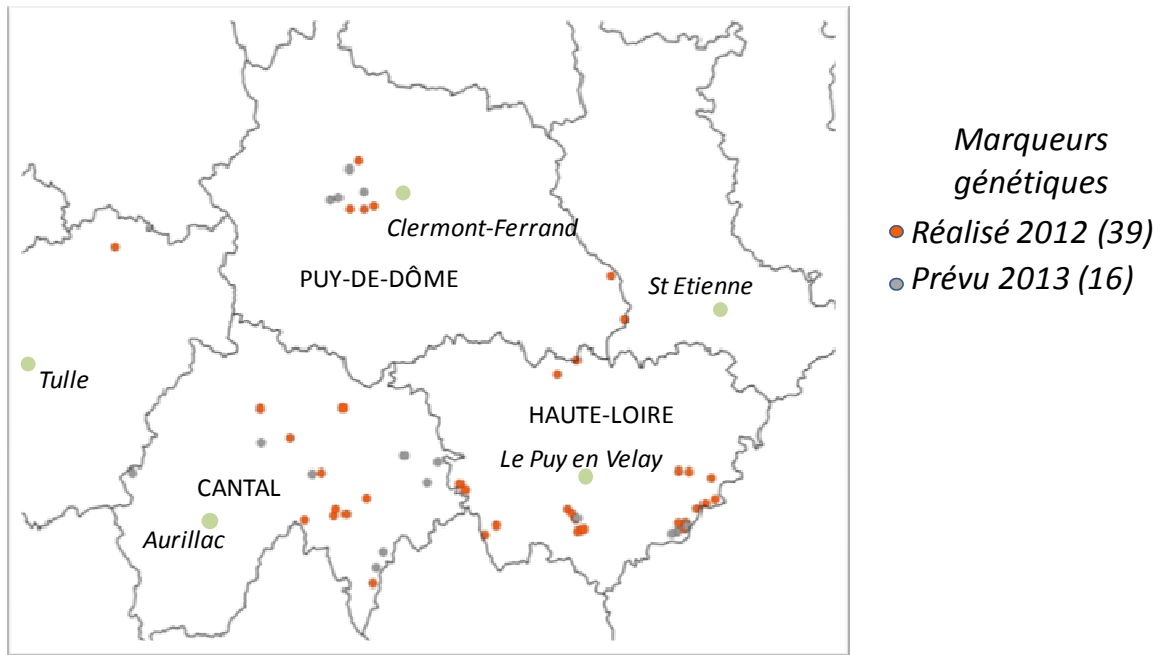 Clermont-Ferrand
PUY-DE-DÔME
St Etienne
Tulle
HAUTE-LOIRE
Le Puy en Velay
CANTAL
Aurillac
Marqueurs
génétiques
Réalisé 2012 (39)
Prévu 2013 (16)